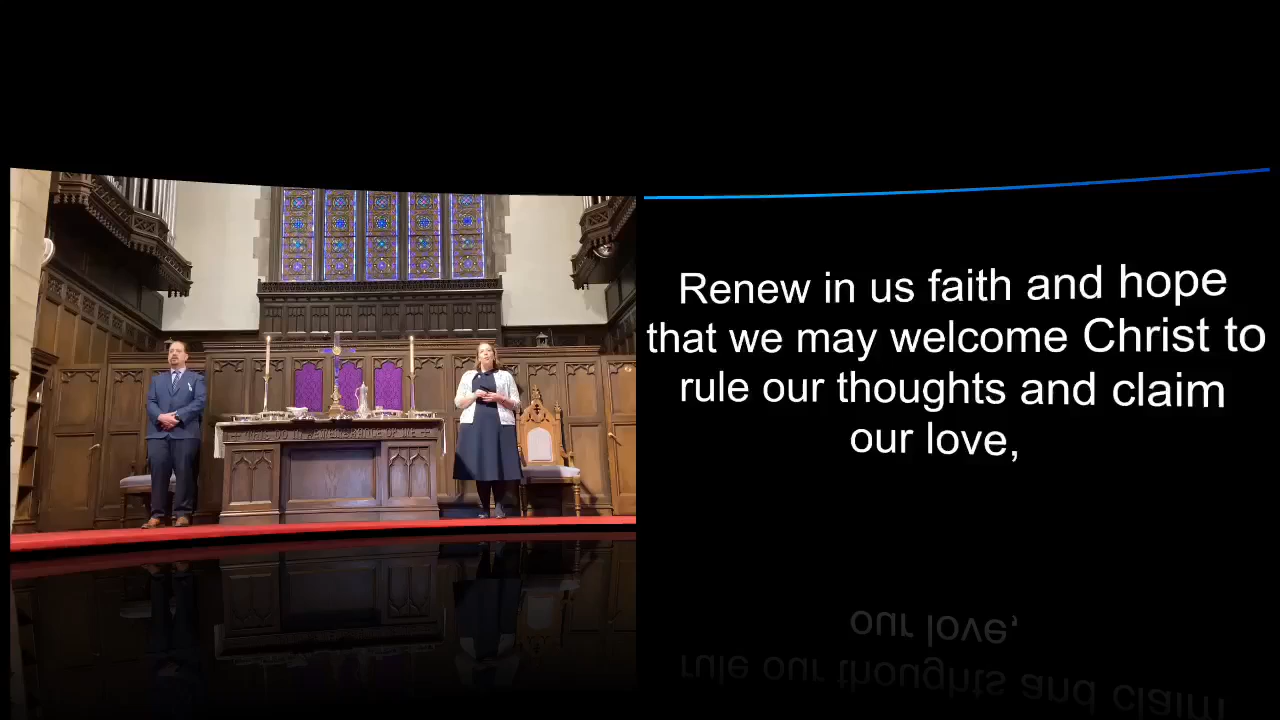 Renew in us faith and hope
that we may welcome Christ to
rule our thoughts and claim
our love,